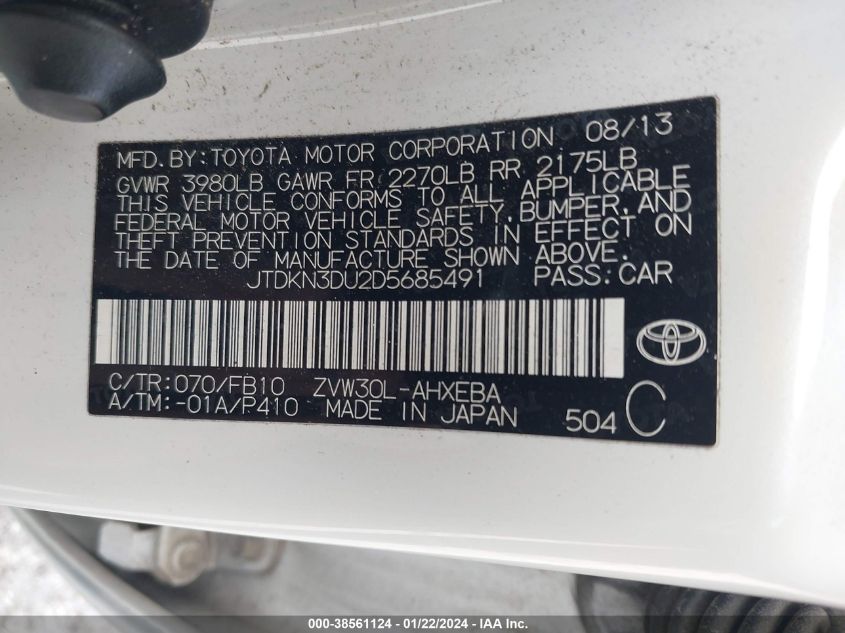 MFD. BY: TOYOTA MOTOR CORPORATION 08/13
GVWR 3980LB GAWR FR 2270LB RR 2175LB
THIS VEHICLE CONFORMS TO ALL APPLICABLE
FEDERAL MOTOR VEHICLE SAFETY, BUMPER, AND
THEFT PREVENTION STANDARDS IN EFFECT ON
THE DATE OF MANUFACTURE SHOWN ABOVE.
JTDKN3DU2D5685491 PASS. CAR
C/TR: 070/FB10 ZVW30L-AHXEBA
A/TM: -01A/P410 MADE IN JAPAN 504 C
000-38561124 - 01/22/2024 - IAA Inc.